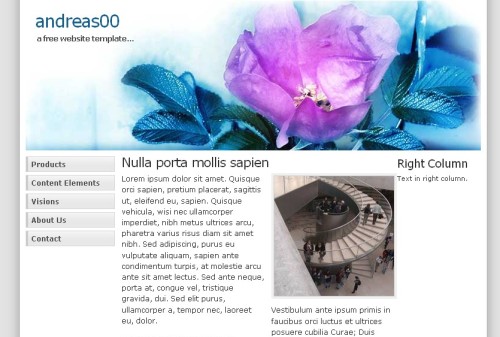 andreas00
a free website template...
Products
Content Elements
Visions
About Us
Contact
Nulla porta mollis sapien
Lorem ipsum dolor sit amet. Quisque
orci sapien, pretium placerat, sagittis
ut, eleifend eu, sapien. Quisque
vehicula, wisi nec ullamcorper
imperdiet, nibh metus ultrices arcu,
pharetra varius risus diam sit amet
nibh. Sed adipiscing, purus eu
vulputate aliquam, sapien ante
condimentum turpis, at molestie arcu
ante sit amet lectus. Sed ante neque,
porta at, congue vel, tristique
gravida, dui. Sed elit purus,
ullamcorper a, tempor nec, laoreet
eu, dolor.
Vestibulum ante ipsum primis in
faucibus orci luctus et ultrices
posuere cubilia Curae; Duis
Right Column
Text in right column.